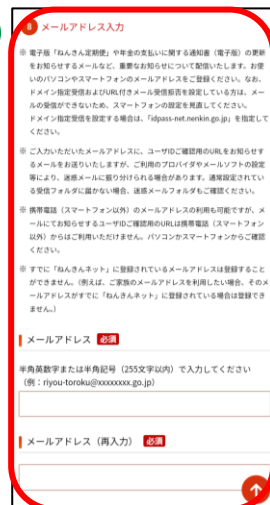 8 メールアドレス入力
※ 電子版「ねんきん定期便」や年金の支払いに関する通知書（電子版）の更新
をお知らせするメールなど、重要なお知らせについて配信いたします。お使
いのパソコンやスマートフォンのメールアドレスをご登録ください。なお、
ドメイン指定受信およびURL付きメール受信拒否を設定している方は、メー
ルの受信ができないため、スマートフォンの設定を見直してください。
ドメイン指定受信を設定する場合は、「idpass-net.nenkin.go.jp」を指定して
ください。
※ ご入力いただいたメールアドレスに、ユーザIDご確認用のURLをお知らせす
るメールをお送りいたしますが、ご利用のプロバイダやメールソフトの設定
等により、迷惑メールに振り分けられる場合があります。通常設定されてい
る受信フォルダに届かない場合、迷惑メールフォルダもご確認ください。
※ 携帯電話（スマートフォン以外）のメールアドレスの利用も可能ですが、メ
ールにてお知らせするユーザIDご確認用のURLは携帯電話（スマートフォン
以外）からはご利用いただけません。パソコンかスマートフォンからご確認
ください。
※ すでに「ねんきんネット」に登録されているメールアドレスは登録すること
ができません。（例えば、ご家族のメールアドレスを利用したい場合、そのメ
ールアドレスがすでに「ねんきんネット」に登録されている場合は登録でき
ません。）
メールアドレス 必須
半角英数字または半角記号（255文字以内）で入力してください
（例：riyou-toroku@xxxxxxxx.go.jp）
メールアドレス（再入力） 必須